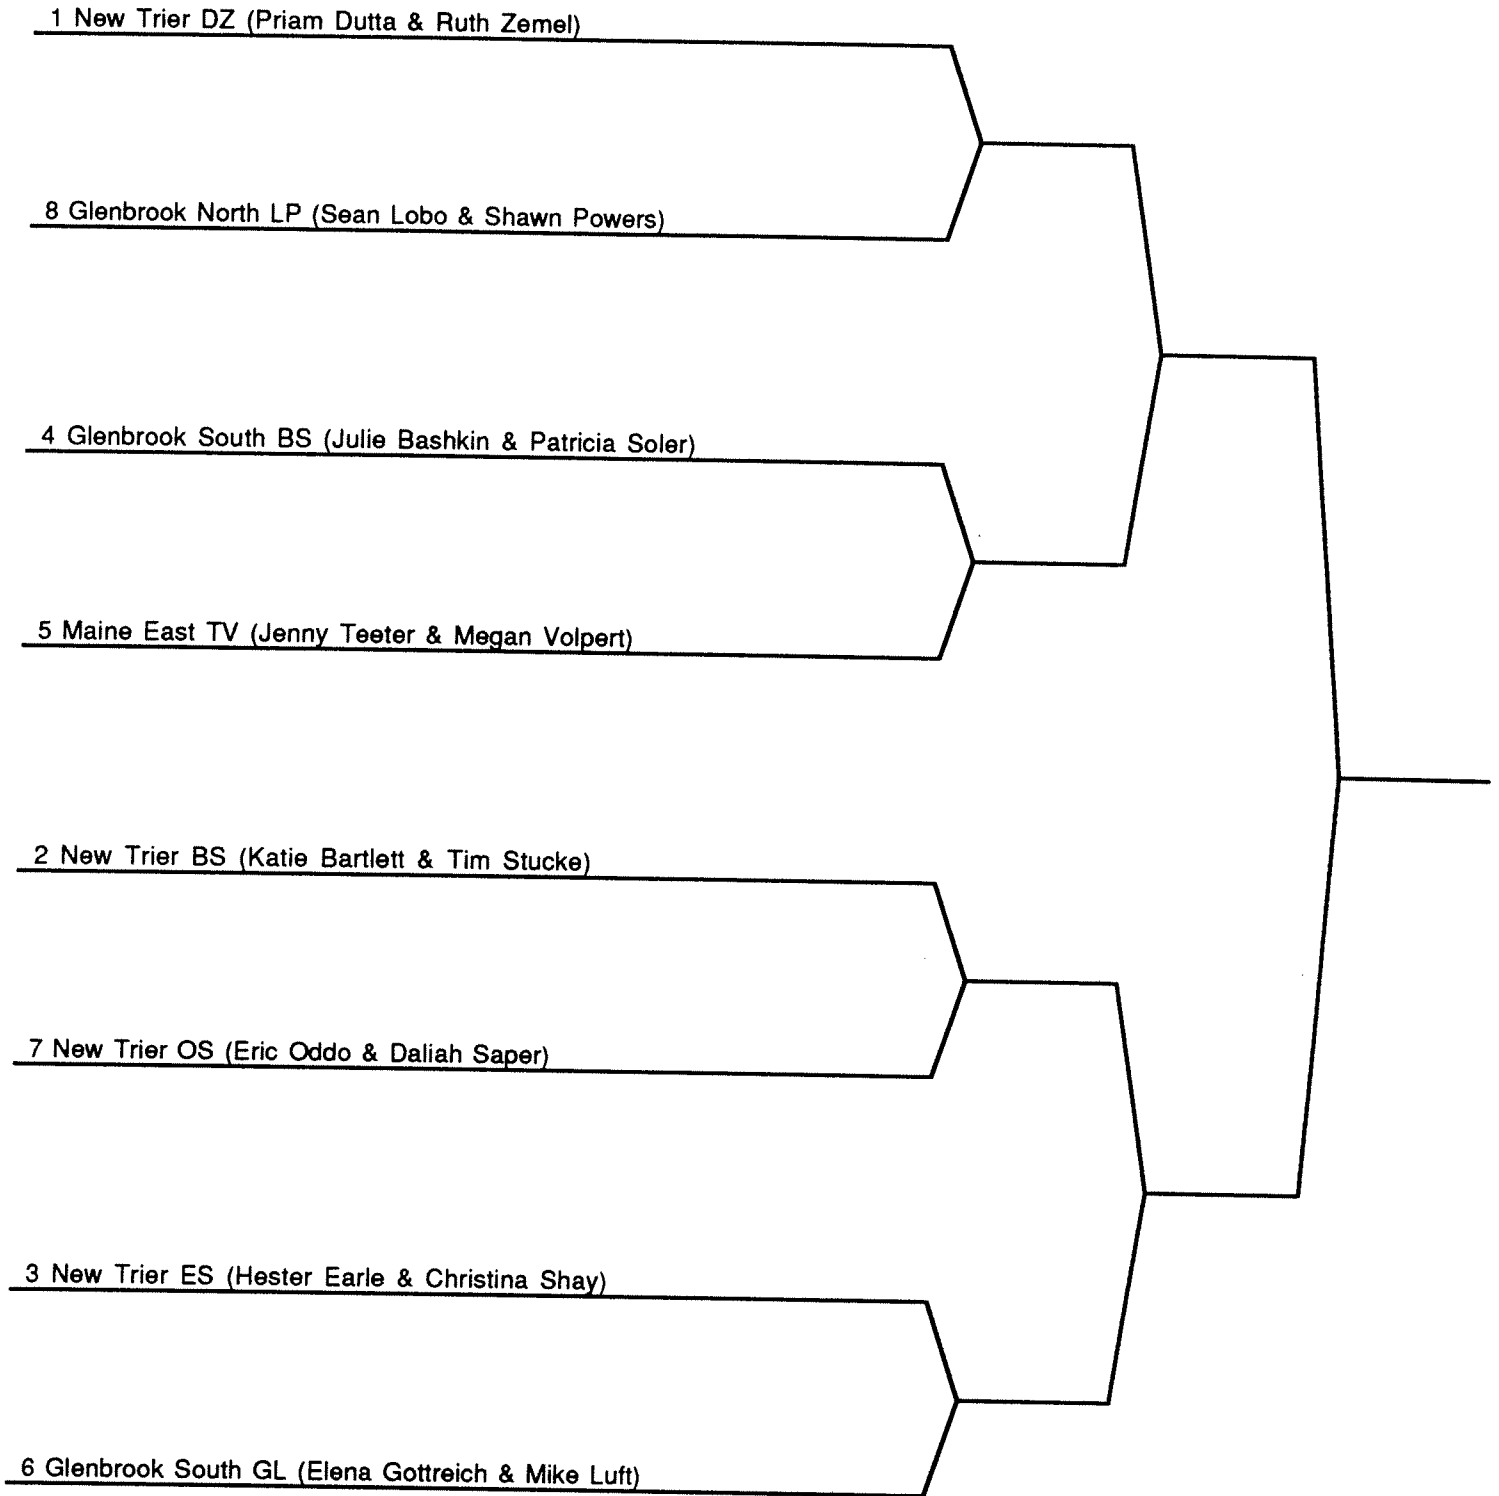 1 New Trier DZ (Priam Dutta & Ruth Zemel)
8 Glenbrook North LP (Sean Lobo & Shawn Powers)
4 Glenbrook South BS (Julie Bashkin & Patricia Soler)
5 Maine East TV (Jenny Teeter & Megan Volpert)
2 New Trier BS (Katie Bartlett & Tim Stucke)
7 New Trier OS (Eric Oddo & Daliah Saper)
3 New Trier ES (Hester Earle & Christina Shay)
6 Glenbrook South GL (Elena Gottreich & Mike Luft)